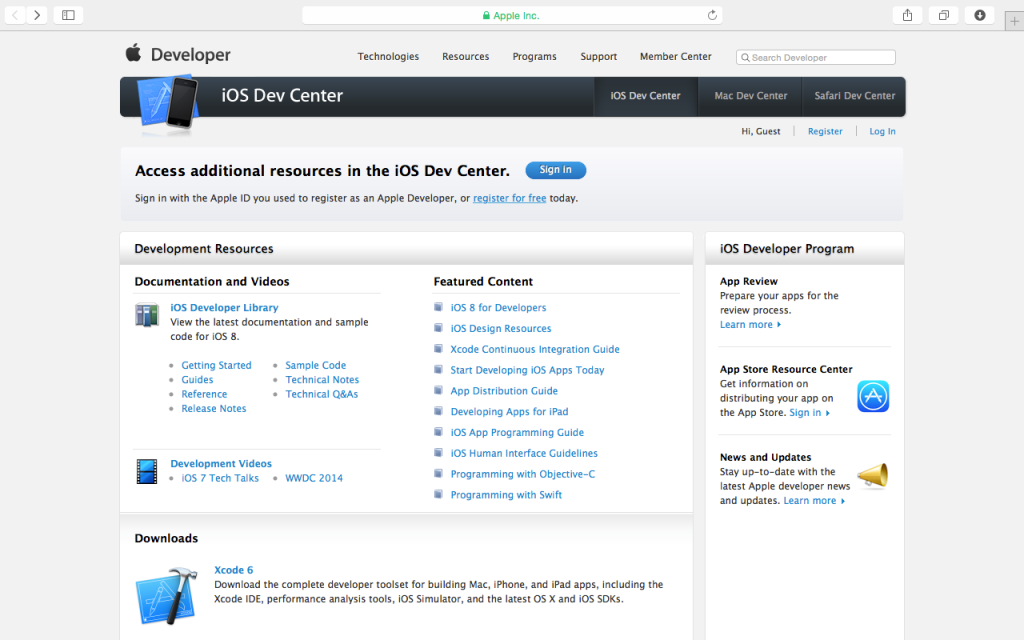 Apple Inc.
Developer
Technologies
Resources
Programs
Support
Member Center
Search Developer
iOS Dev Center
iOS Dev Center
Mac Dev Center
Safari Dev Center
Hi, Guest
Register
Log In
Access additional resources in the iOS Dev Center.
Sign in
Sign in with the Apple ID you used to register as an Apple Developer, or register for free today.
Development Resources
Documentation and Videos
iOS Developer Library
View the latest documentation and sample
code for iOS 8.
Getting Started
Guides
Reference
Release Notes
Sample Code
Technical Notes
Technical Q&As
Development Videos
iOS 7 Tech Talks
WWDC 2014
Featured Content
iOS 8 for Developers
iOS Design Resources
Xcode Continuous Integration Guide
Start Developing iOS Apps Today
App Distribution Guide
Developing Apps for iPad
iOS App Programming Guide
iOS Human Interface Guidelines
Programming with Objective-C
Programming with Swift
Downloads
Xcode 6
Download the complete developer toolset for building Mac, iPhone, and iPad apps, including the
Xcode IDE, performance analysis tools, iOS Simulator, and the latest OS X and iOS SDKs.
iOS Developer Program
App Review
Prepare your apps for the
review process.
Learn more
App Store Resource Center
Get information on
distributing your app on
the App Store. Sign in
News and Updates
Stay up-to-date with the
latest Apple developer news
and updates. Learn more